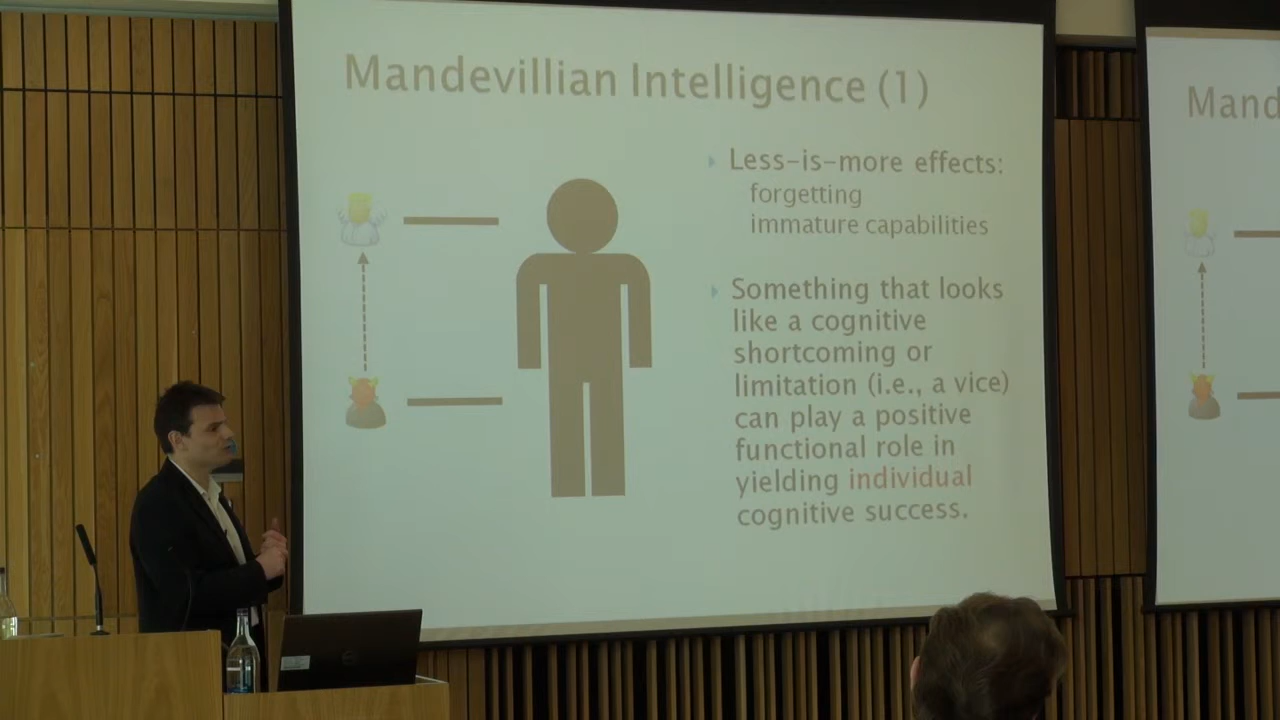 Mandevillian Intelligence (1)
Less-is-more effects:
forgetting
immature capabilities
Something that looks
like a cognitive
shortcoming or
limitation (i.e., a vice)
can play a positive
functional role in
yielding individual
cognitive success.
Mand